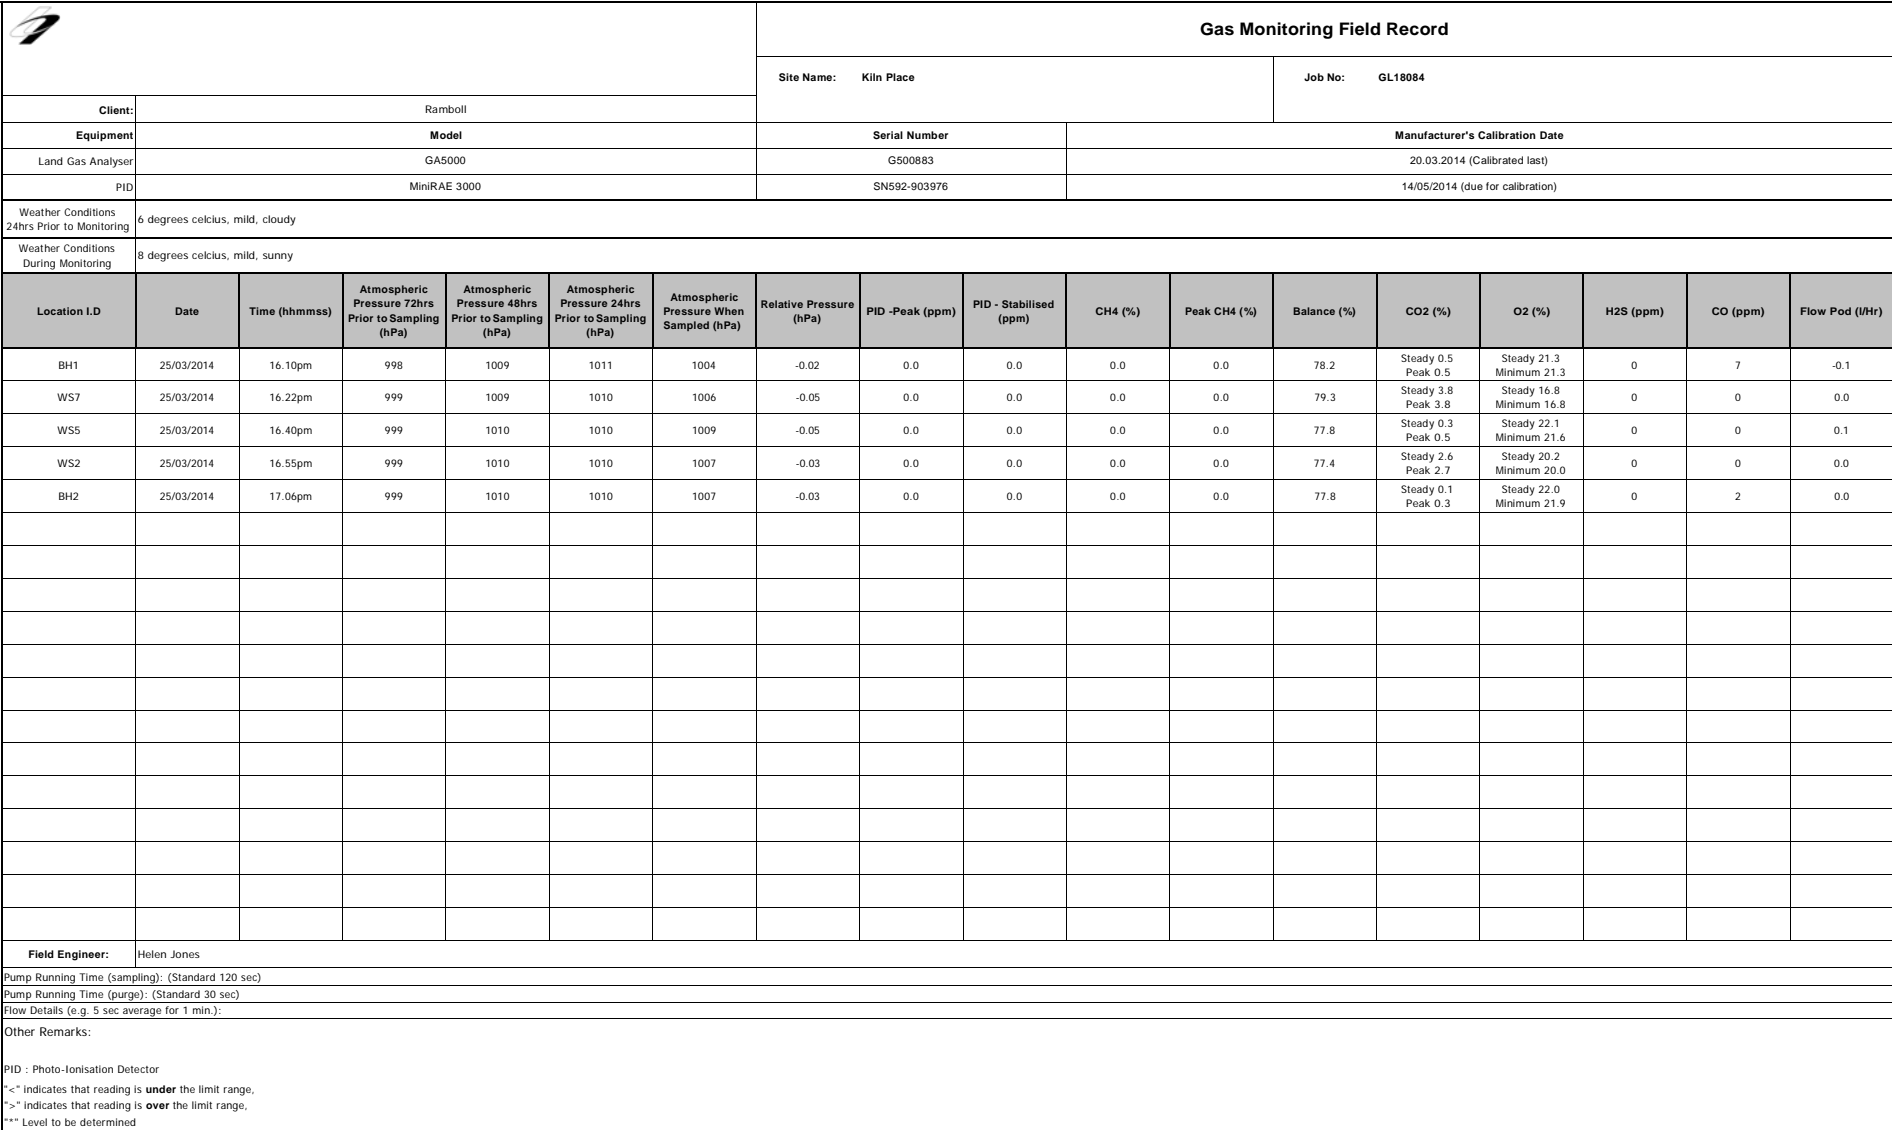 Gas Monitoring Field Record
Site Name: Kiln Place Job No: GL18084
Client: Ramboll
Equipment Model Serial Number Manufacturer's Calibration Date
Land Gas Analyser GA5000 G500883 20.03.2014 (Calibrated last)
PID MiniRAE 3000 SN592-903976 14/05/2014 (due for calibration)
Weather Conditions
24hrs Prior to Monitoring
6 degrees celcius, mild, cloudy
Weather Conditions
During Monitoring
8 degrees celcius, mild, sunny
Location I.D
Date
Time (hhmmss)
Atmospheric
Pressure 72hrs
Prior to Sampling
(hPa)
Atmospheric
Pressure 48hrs
Prior to Sampling
(hPa)
Atmospheric
Pressure 24hrs
Prior to Sampling
(hPa)
Atmospheric
Pressure When
Sampled (hPa)
Relative Pressure
(hPa)
PID -Peak (ppm)
PID - Stabilised
(ppm)
CH4 (%)
Peak CH4 (%)
Balance (%)
CO2 (%)
O2 (%)
H2S (ppm)
CO (ppm)
Flow Pod (l/Hr)
BH1 25/03/2014 16.10pm 998 1009 1011 1004 -0.02 0.0 0.0 0.0 0.0 78.2 Steady 0.5 Peak 0.5 Steady 21.3 Minimum 21.3 0 7 -0.1
WS7 25/03/2014 16.22pm 999 1009 1010 1006 -0.05 0.0 0.0 0.0 0.0 79.3 Steady 3.8 Peak 3.8 Steady 16.8 Minimum 16.8 0 0 0.0
WS5 25/03/2014 16.40pm 999 1010 1010 1009 -0.05 0.0 0.0 0.0 0.0 77.8 Steady 0.3 Peak 0.5 Steady 22.1 Minimum 21.6 0 0 0.1
WS2 25/03/2014 16.55pm 999 1010 1010 1007 -0.03 0.0 0.0 0.0 0.0 77.4 Steady 2.6 Peak 2.7 Steady 20.2 Minimum 20.0 0 0 0.0
BH2 25/03/2014 17.06pm 999 1010 1010 1007 -0.03 0.0 0.0 0.0 0.0 77.8 Steady 0.1 Peak 0.3 Steady 22.0 Minimum 21.9 0 2 0.0
Field Engineer: Helen Jones
Pump Running Time (sampling): (Standard 120 sec)
Pump Running Time (purge): (Standard 30 sec)
Flow Details (e.g. 5 sec average for 1 min.):
Other Remarks:
PID : Photo-Ionisation Detector
"<" indicates that reading is under the limit range,
">" indicates that reading is over the limit range,
"*" Level to be determined